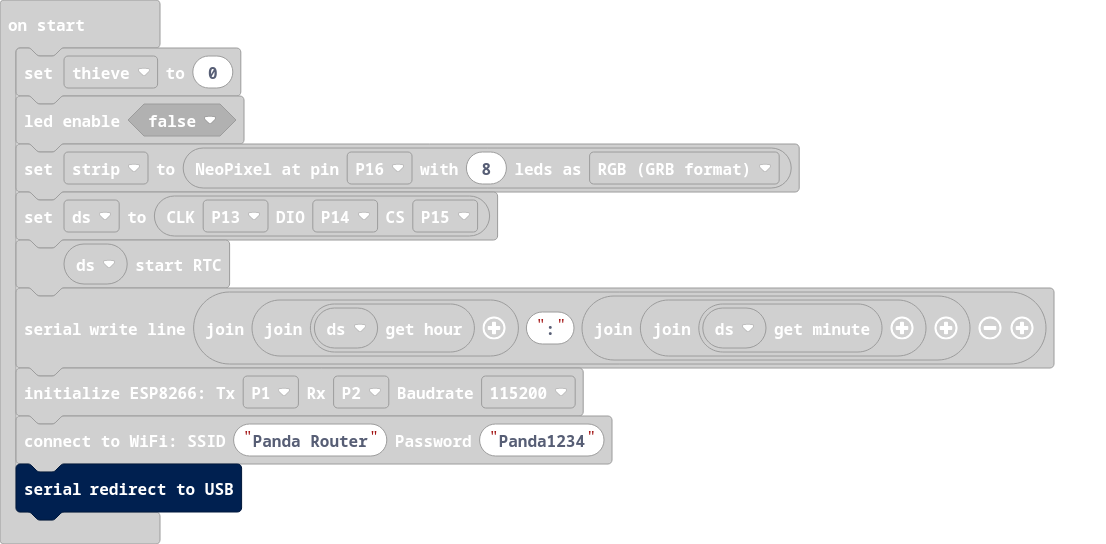 on start
set thieve to 0
led enable false
set strip to NeoPixel at pin P16 with 8 leds as RGB (GRB format)
set ds to CLK P13 DIO P14 CS P15
ds start RTC
serial write line join join ds get hour ":" join join ds get minute
initialize ESP8266: Tx P1 Rx P2 Baudrate 115200
connect to WiFi: SSID "Panda Router" Password "Panda1234"
serial redirect to USB